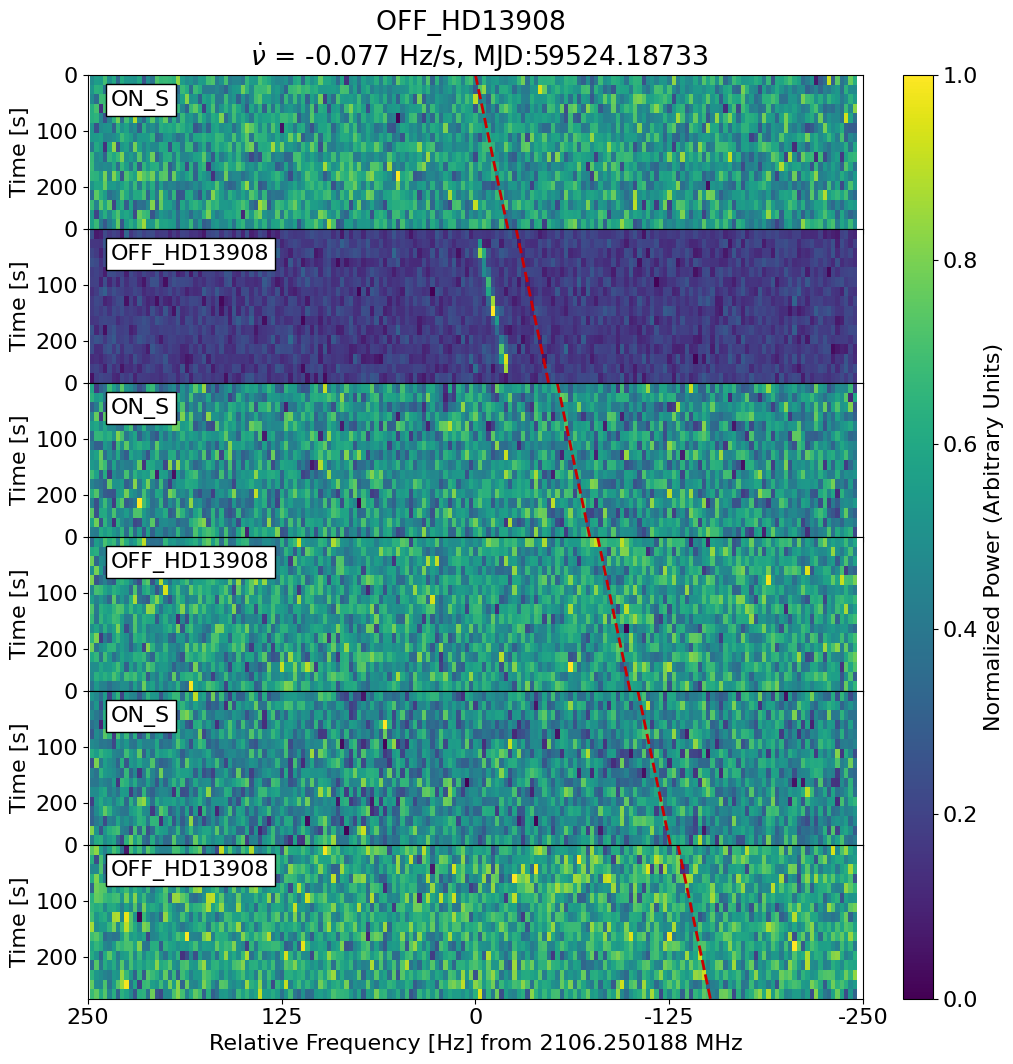 OFF_HD13908
ν̇ = -0.077 Hz/s, MJD:59524.18733
0
100
200
Time [s]
ON_S
0
100
200
Time [s]
OFF_HD13908
0
100
200
Time [s]
ON_S
0
100
200
Time [s]
OFF_HD13908
0
100
200
Time [s]
ON_S
0
100
200
Time [s]
OFF_HD13908
250 125 0 -125 -250
Relative Frequency [Hz] from 2106.250188 MHz
1.0
0.8
0.6
0.4
0.2
0.0
Normalized Power (Arbitrary Units)